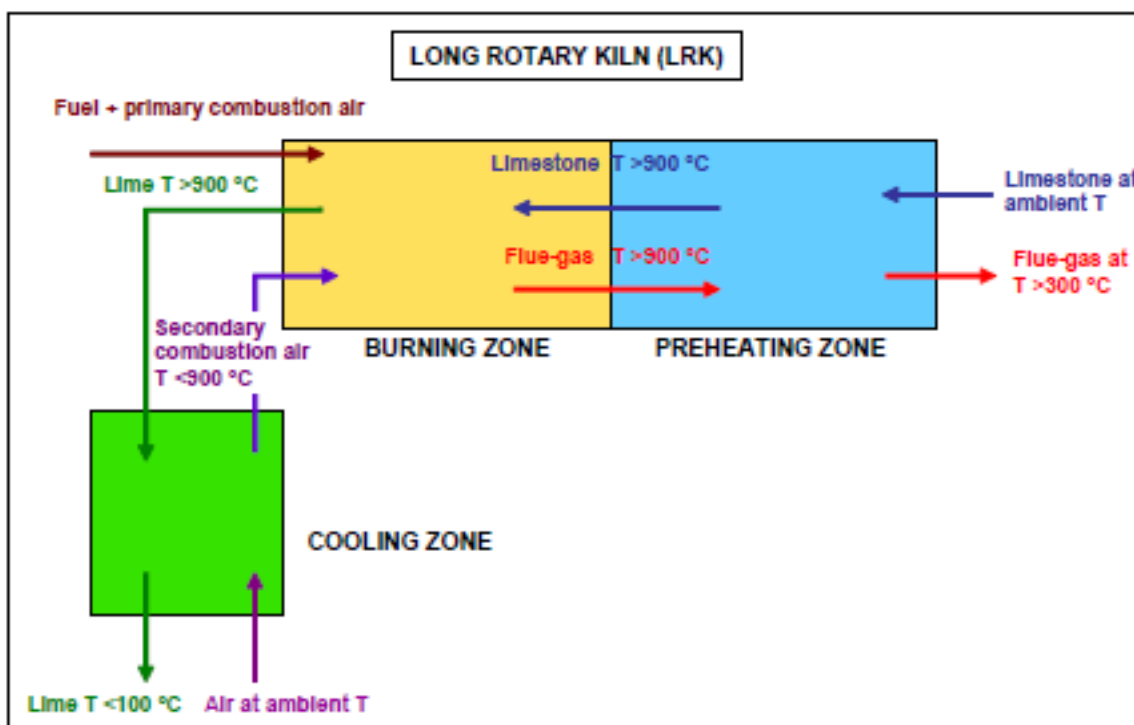 LONG ROTARY KILN (LRK)
Fuel + primary combustion air
Lime T >900 °C
Limestone T >900 °C
Limestone at
ambient T
Flue-gas T >900 °C
Flue-gas at
T >300 °C
Secondary
combustion air
T <900 °C
BURNING ZONE
PREHEATING ZONE
COOLING ZONE
Lime T <100 °C
Air at ambient T